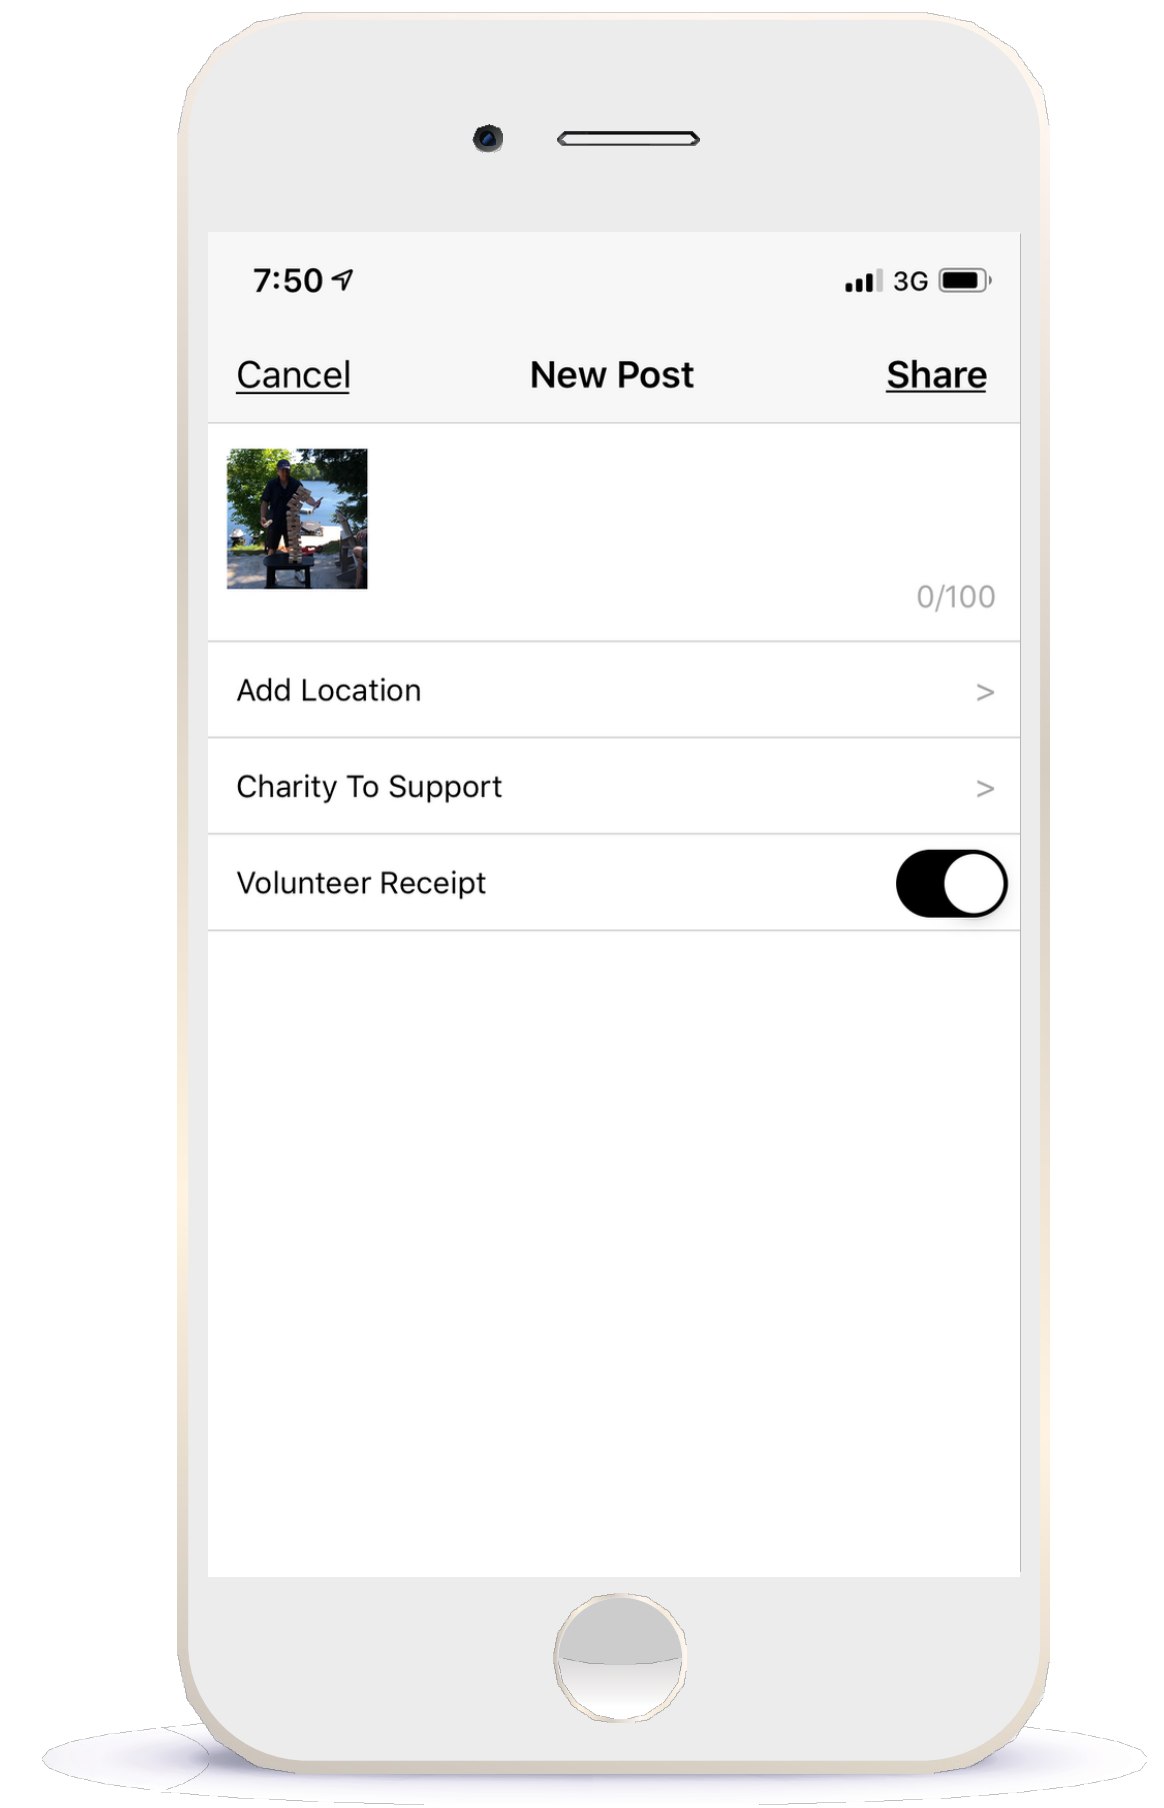 7:50 3G
Cancel New Post Share
0/100
Add Location >
Charity To Support >
Volunteer Receipt